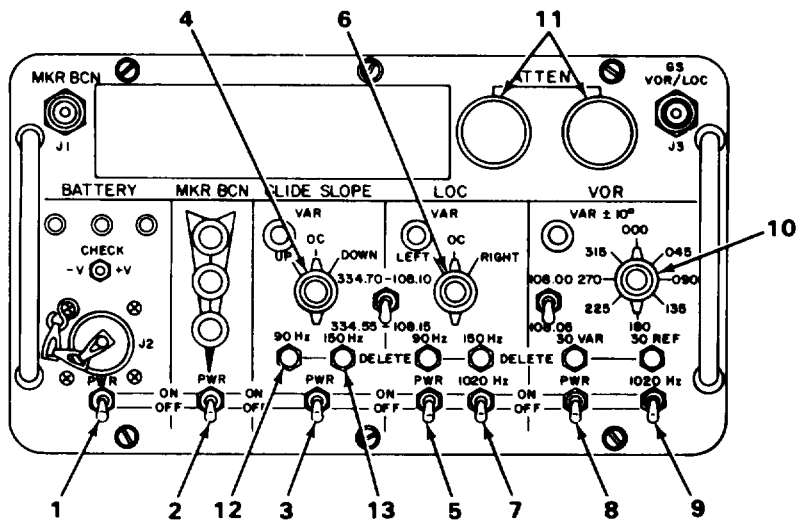 4 6 11
MKR BCN
J1
ATTEN
GS
VOR/LOC
J3
BATTERY
MKR BCN
GLIDE SLOPE
LOC
VOR
CHECK
-V +V
J2
VAR
UP OC DOWN
VAR
LEFT OC RIGHT
334.70-108.10
334.55-108.15
VAR ± 10°
000
315 045
270 090
225 135
180
10
108.00
108.05
90 Hz 150 Hz DELETE 90 Hz 150 Hz DELETE 30 VAR 30 REF
PWR PWR PWR PWR 1020 Hz PWR 1020 Hz
ON ON ON ON
OFF OFF OFF OFF
1 2 12 3 13 5 7 8 9